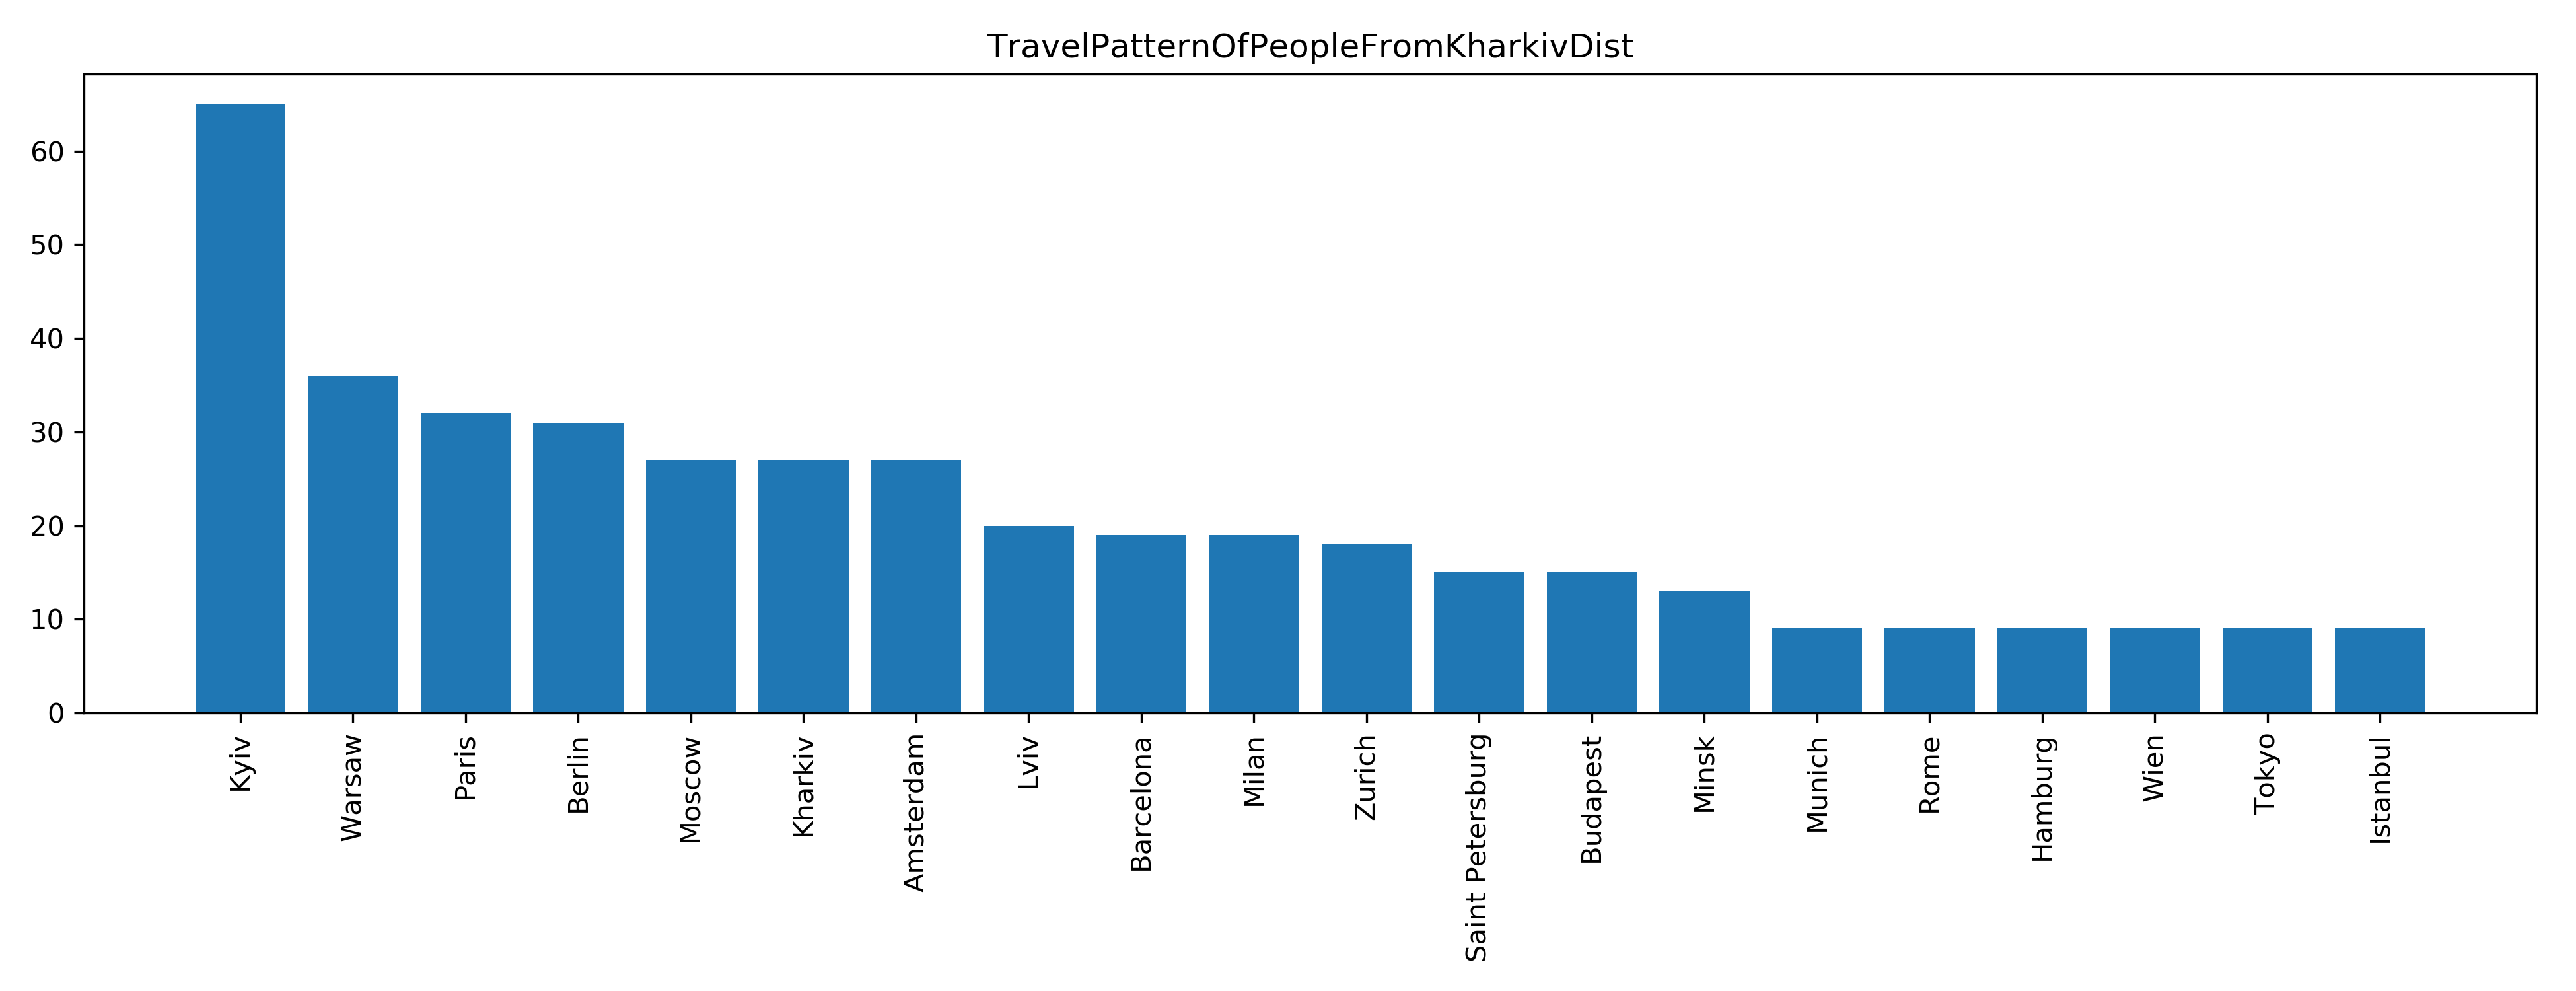 TravelPatternOfPeopleFromKharkivDist
60
50
40
30
20
10
0
Kyiv
Warsaw
Paris
Berlin
Moscow
Kharkiv
Amsterdam
Lviv
Barcelona
Milan
Zurich
Saint Petersburg
Budapest
Minsk
Munich
Rome
Hamburg
Wien
Tokyo
Istanbul